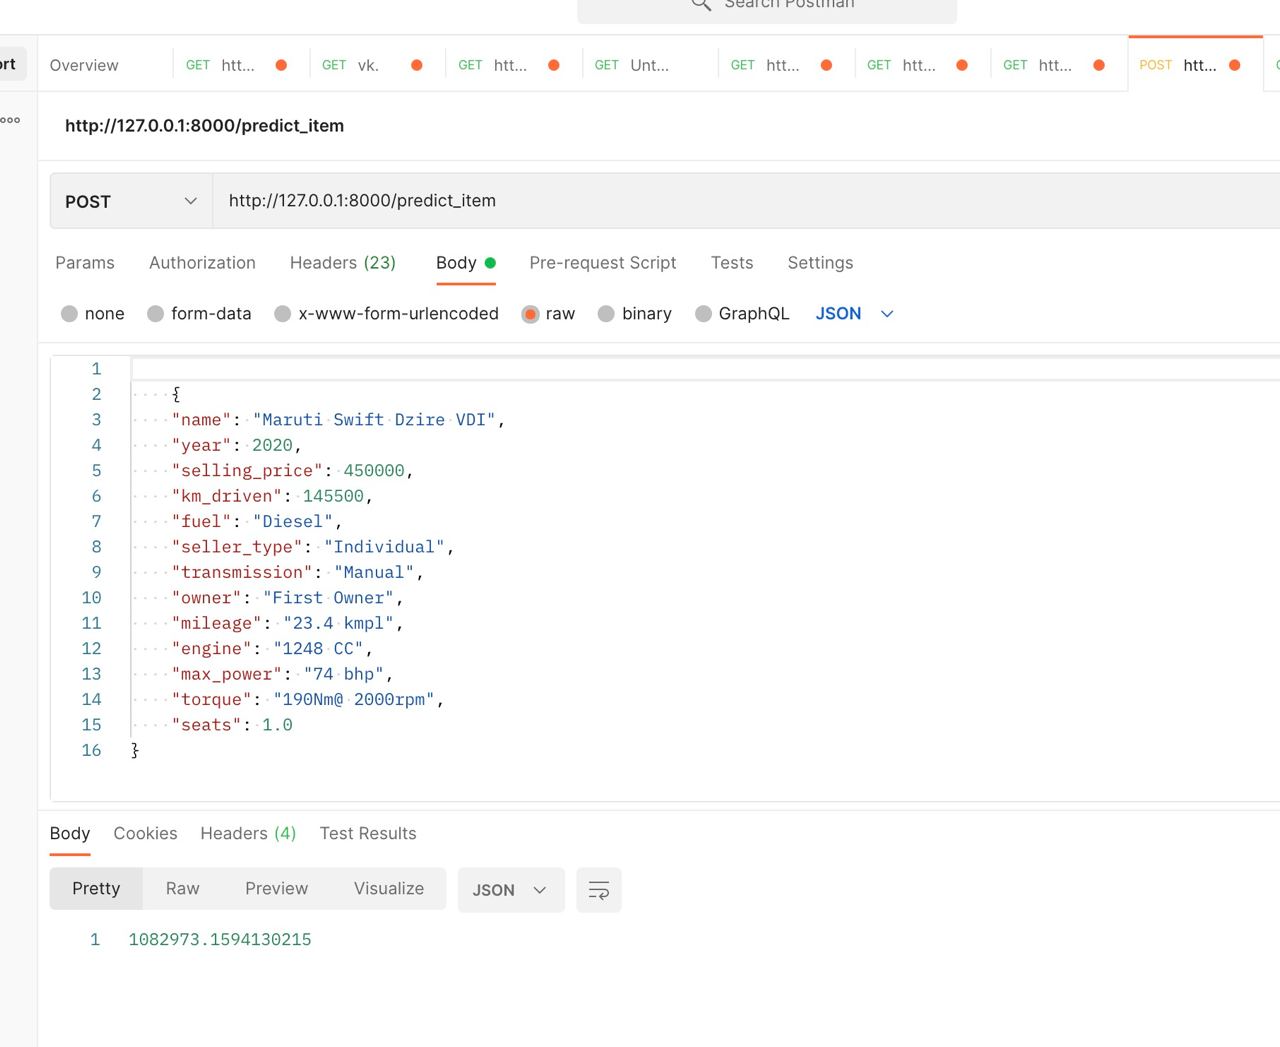 Search Postman
ort
Overview
GET htt...
GET vk.
GET htt...
GET Unt...
GET htt...
GET htt...
GET htt...
POST htt...
http://127.0.0.1:8000/predict_item
POST
http://127.0.0.1:8000/predict_item
Params Authorization Headers (23) Body Pre-request Script Tests Settings
none form-data x-www-form-urlencoded raw binary GraphQL JSON
1
2 {
3 "name": "Maruti Swift Dzire VDI",
4 "year": 2020,
5 "selling_price": 450000,
6 "km_driven": 145500,
7 "fuel": "Diesel",
8 "seller_type": "Individual",
9 "transmission": "Manual",
10 "owner": "First Owner",
11 "mileage": "23.4 kmpl",
12 "engine": "1248 CC",
13 "max_power": "74 bhp",
14 "torque": "190Nm@ 2000rpm",
15 "seats": 1.0
16 }
Body Cookies Headers (4) Test Results
Pretty Raw Preview Visualize JSON
1 1082973.1594130215